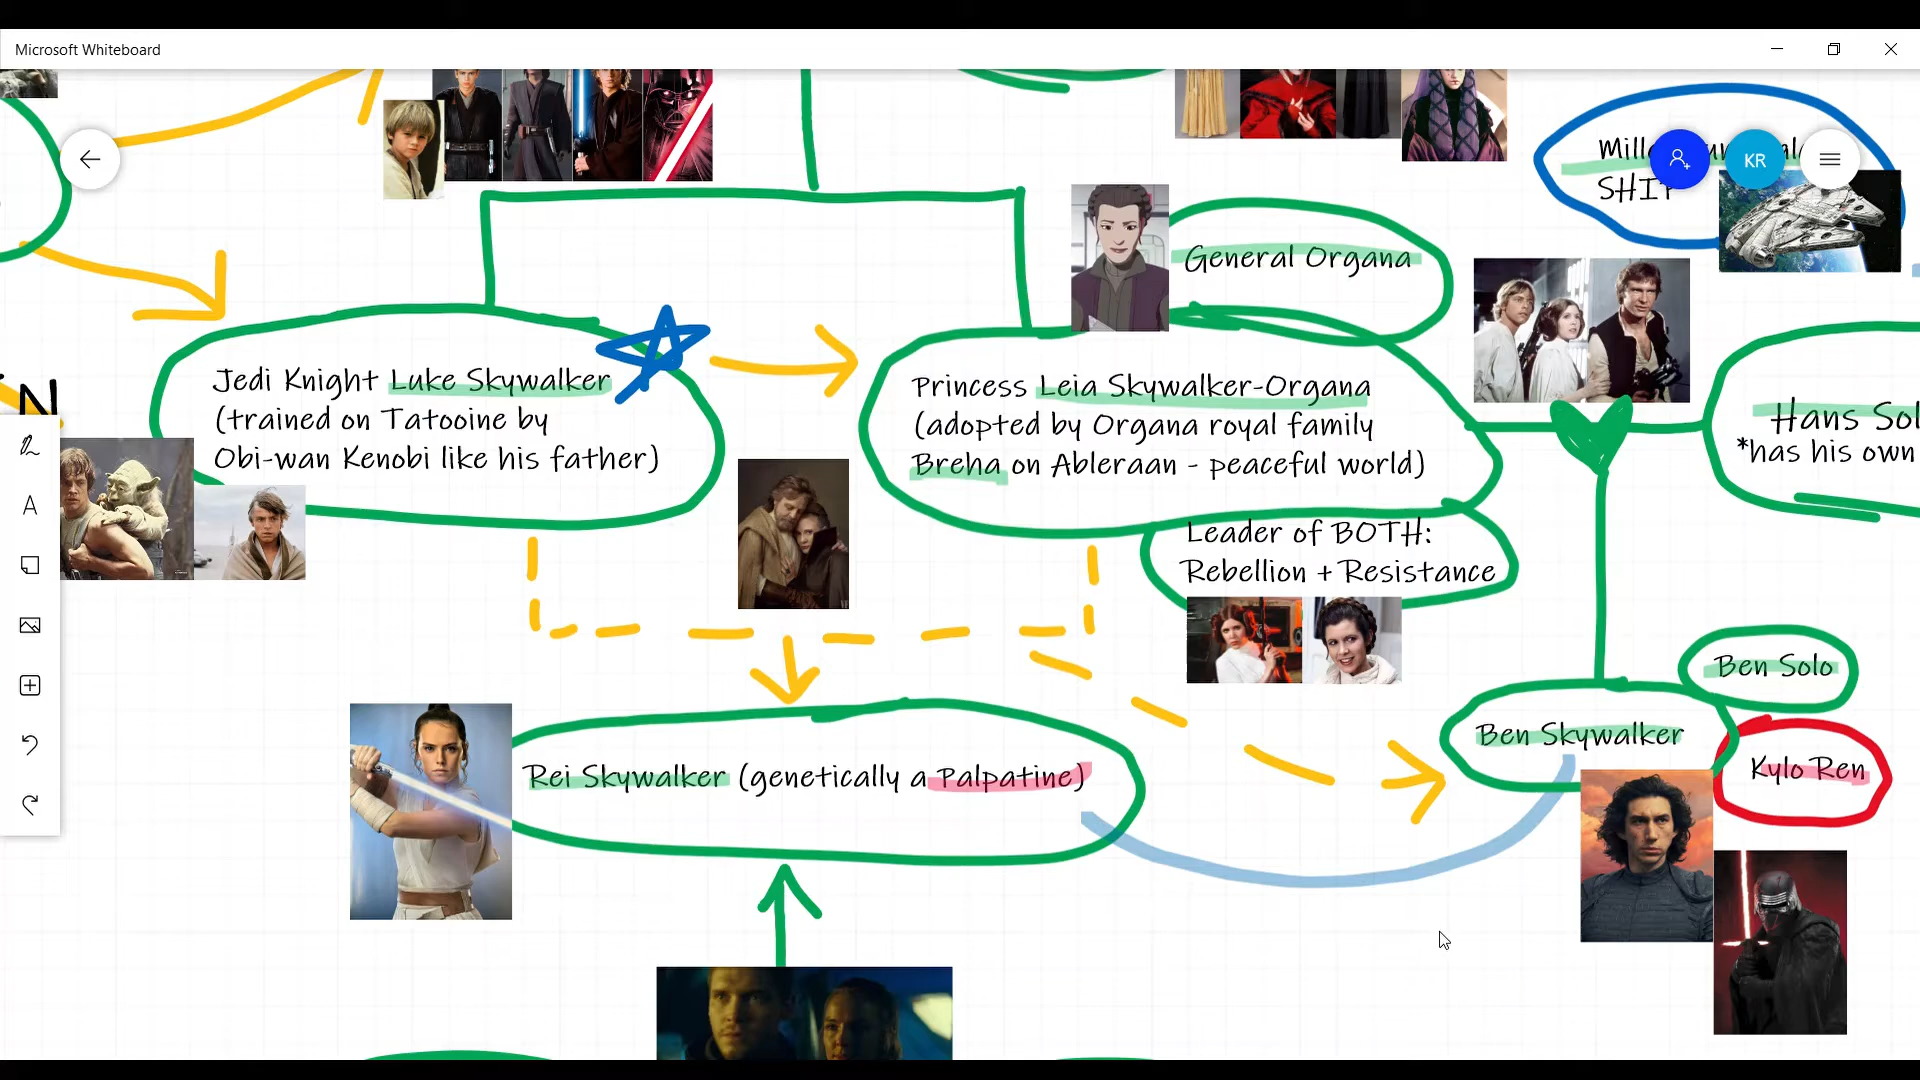 Microsoft Whiteboard
SHIP
KR
General Organa
Jedi Knight Luke Skywalker
(trained on Tatooine by
Obi-wan Kenobi like his father)
Princess Leia Skywalker-Organa
(adopted by Organa royal family
Breha on Ableraan - peaceful world)
Hans Sol
*has his own
Leader of BOTH:
Rebellion + Resistance
Ben Solo
Ben Skywalker
Kylo Ren
Rei Skywalker (genetically a Palpatine)